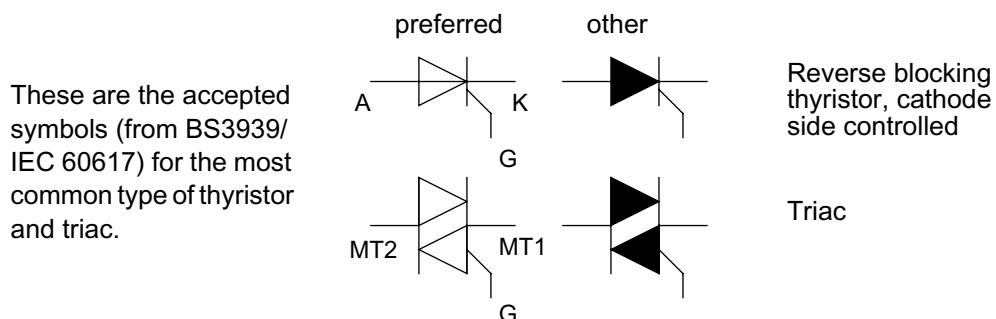 preferred
other
These are the accepted
symbols (from BS3939/
IEC 60617) for the most
common type of thyristor
and triac.
A
K
G
Reverse blocking
thyristor, cathode
side controlled
MT2
MT1
G
Triac